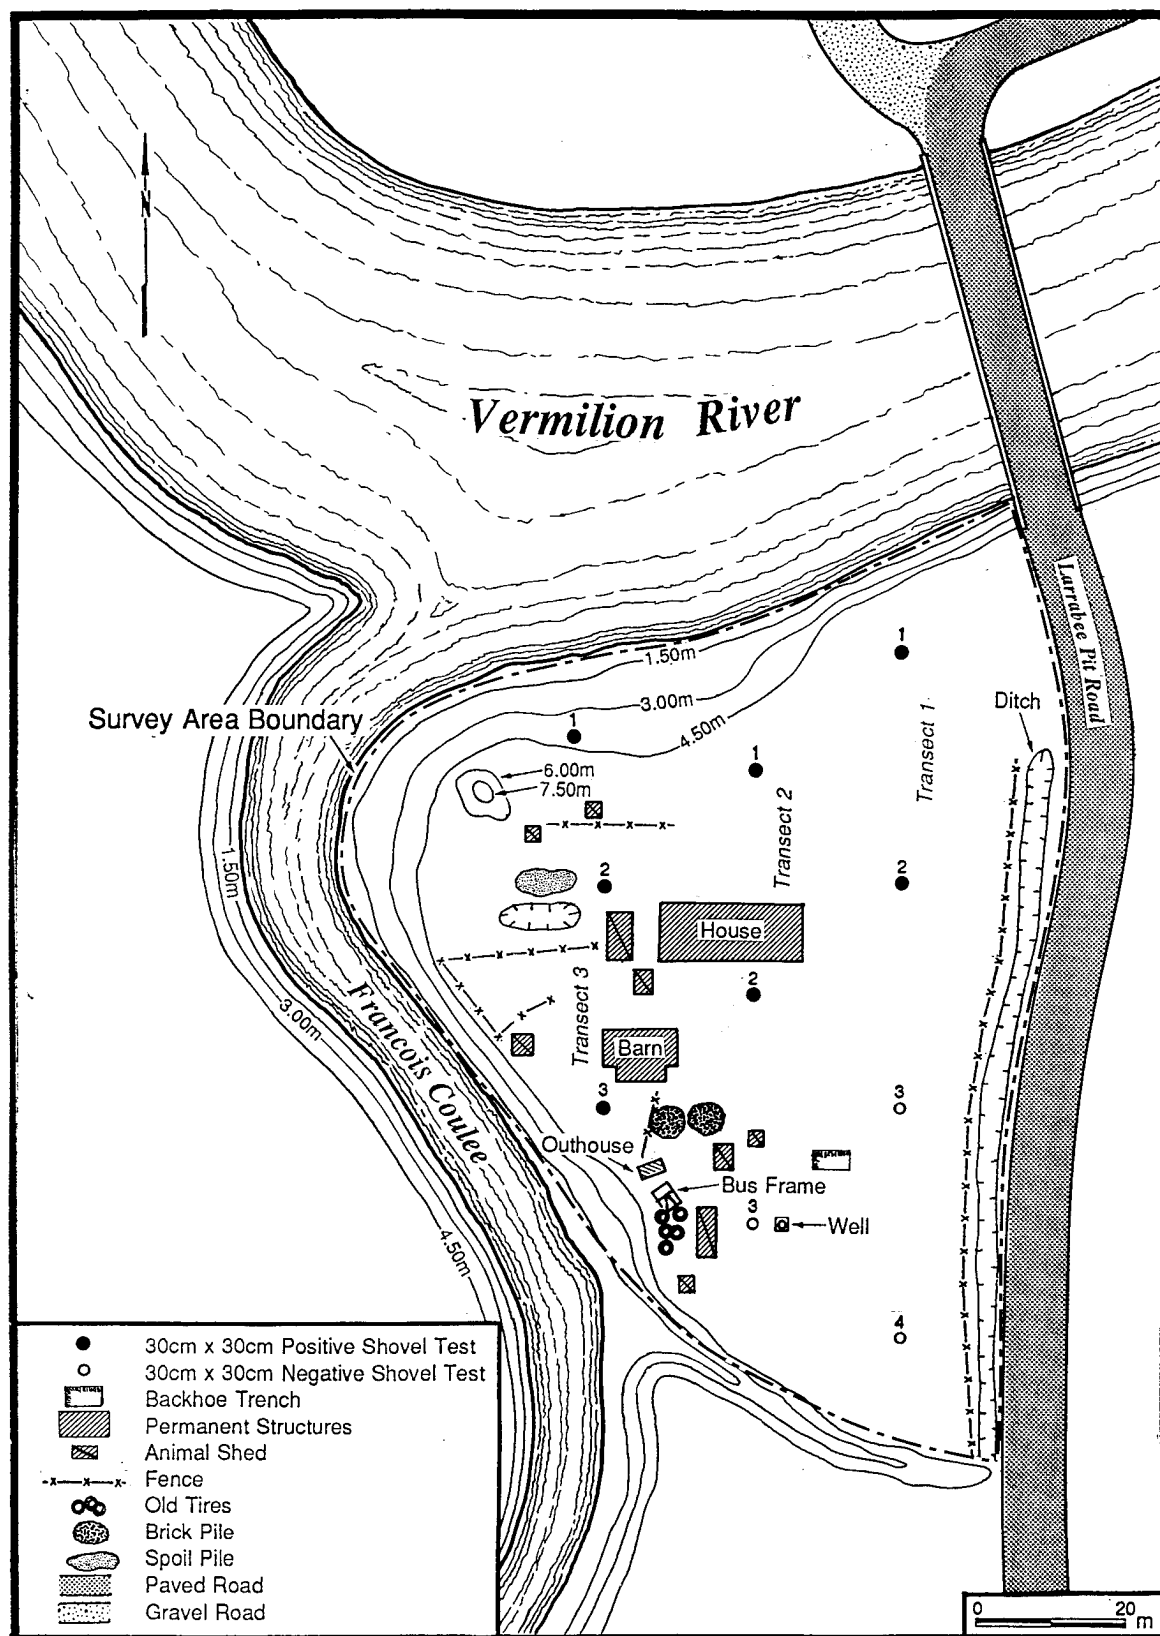 N
Vermilion River
Larrabee Pit Road
1
1.50m
Survey Area Boundary
3.00m
Transect 1
Ditch
1
4.50m
1
6.00m
7.50m
Transect 2
1.50m
2
2
House
Transect 3
2
3.00m
Francois Coulee
Barn
3
3
Outhouse
Bus Frame
3
Well
4.50m
4
30cm x 30cm Positive Shovel Test
30cm x 30cm Negative Shovel Test
Backhoe Trench
Permanent Structures
Animal Shed
Fence
Old Tires
Brick Pile
Spoil Pile
Paved Road
Gravel Road
0 20
m